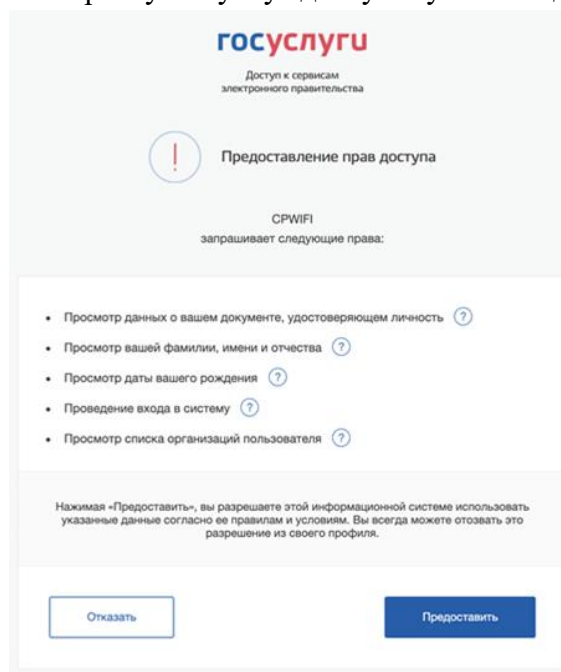 госуслуги
Доступ к сервисам
электронного правительства
Предоставление прав доступа
CPWIFI
запрашивает следующие права:
• Просмотр данных о вашем документе, удостоверяющем личность ?
• Просмотр вашей фамилии, имени и отчества ?
• Просмотр даты вашего рождения ?
• Проведение входа в систему ?
• Просмотр списка организаций пользователя ?
Нажимая «Предоставить», вы разрешаете этой информационной системе использовать
указанные данные согласно ее правилам и условиям. Вы всегда можете отозвать это
разрешение из своего профиля.
Отказать
Предоставить